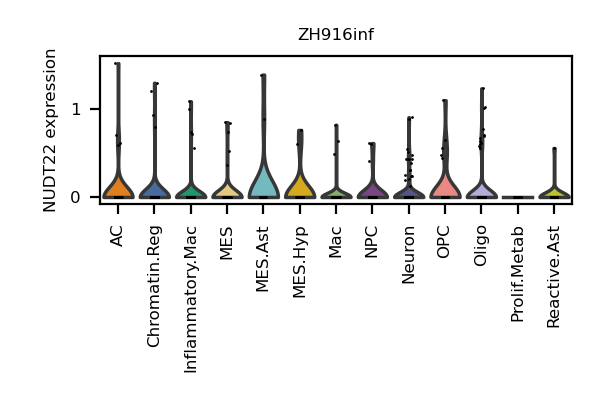 ZH916inf
NUDT22 expression
1
0
AC
Chromatin.Reg
Inflammatory.Mac
MES
MES.Ast
MES.Hyp
Mac
NPC
Neuron
OPC
Oligo
Prolif.Metab
Reactive.Ast